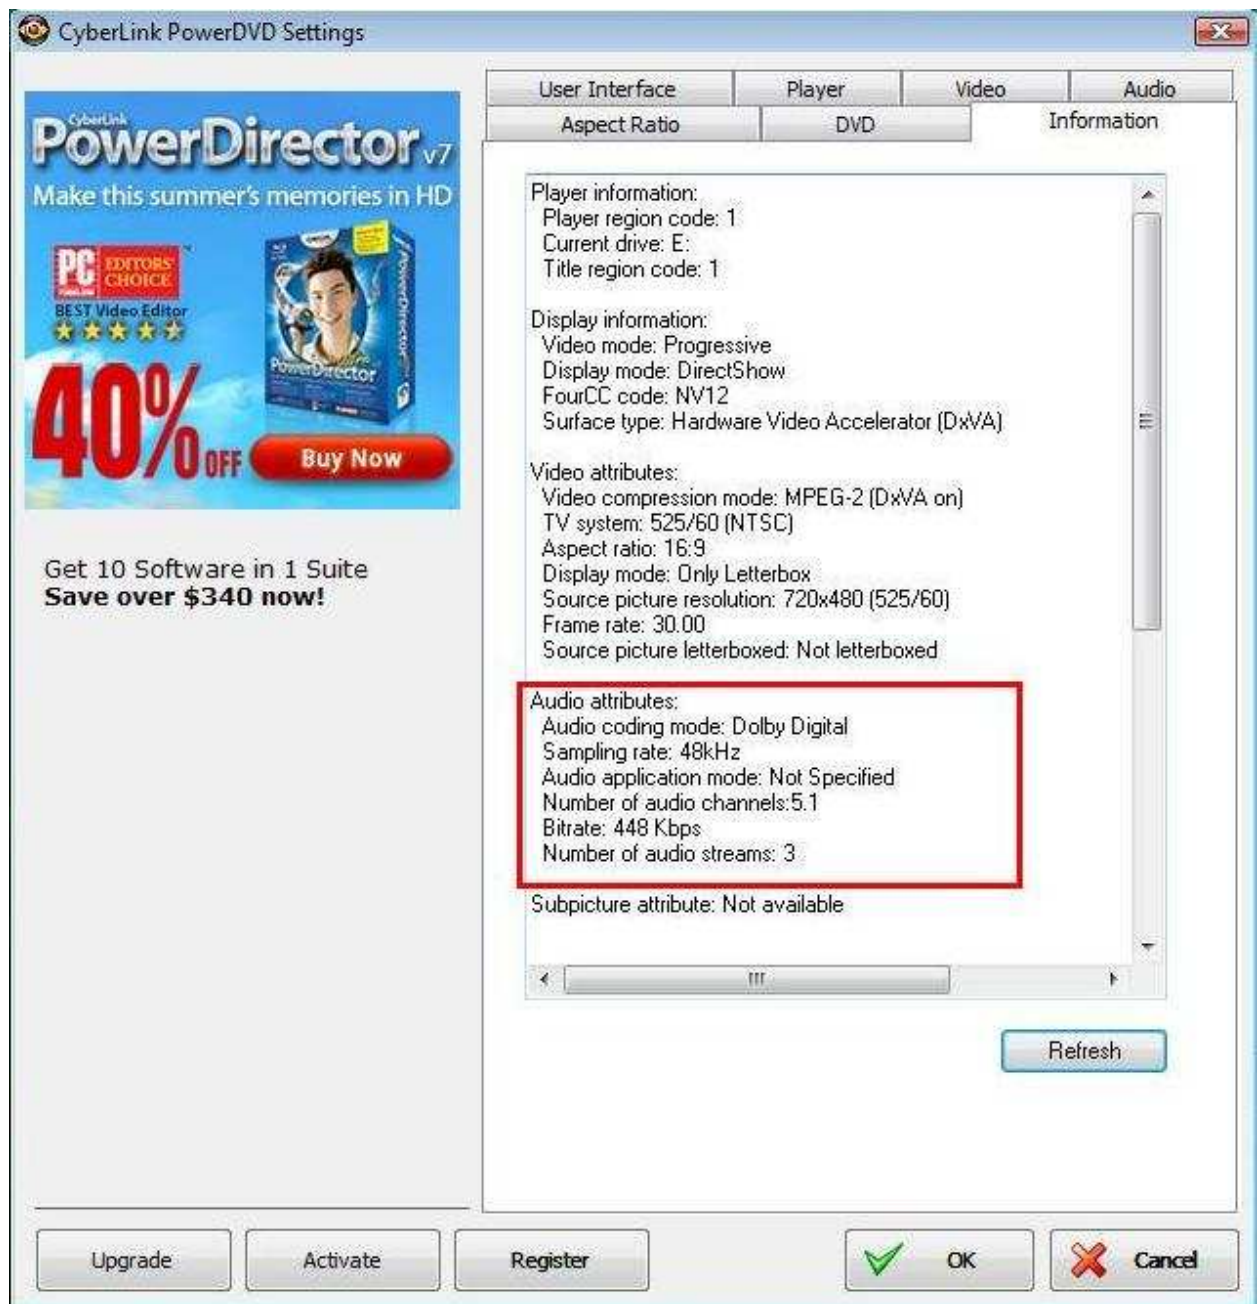 CyberLink PowerDVD Settings
CyberLink
PowerDirector v7
Make this summer's memories in HD
PC EDITORS'
CHOICE
BEST Video Editor
PowerDirector
PowerDirector
40% OFF
Buy Now
Get 10 Software in 1 Suite
Save over $340 now!
User Interface
Player
Video
Audio
Aspect Ratio
DVD
Information
Player information:
Player region code: 1
Current drive: E:
Title region code: 1
Display information:
Video mode: Progressive
Display mode: DirectShow
FourCC code: NV12
Surface type: Hardware Video Accelerator (DxVA)
Video attributes:
Video compression mode: MPEG-2 (DxVA on)
TV system: 525/60 (NTSC)
Aspect ratio: 16:9
Display mode: Only Letterbox
Source picture resolution: 720x480 (525/60)
Frame rate: 30.00
Source picture letterboxed: Not letterboxed
Audio attributes:
Audio coding mode: Dolby Digital
Sampling rate: 48kHz
Audio application mode: Not Specified
Number of audio channels:5.1
Bitrate: 448 Kbps
Number of audio streams: 3
Subpicture attribute: Not available
Refresh
Upgrade
Activate
Register
OK
Cancel